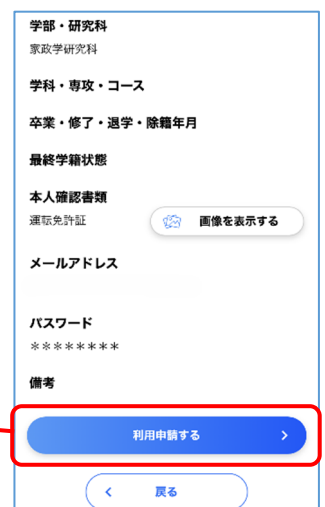 学部・研究科
家政学研究科
学科・専攻・コース
卒業・修了・退学・除籍年月
最終学籍状態
本人確認書類
運転免許証
画像を表示する
メールアドレス
パスワード
********
備考
利用申請する
戻る